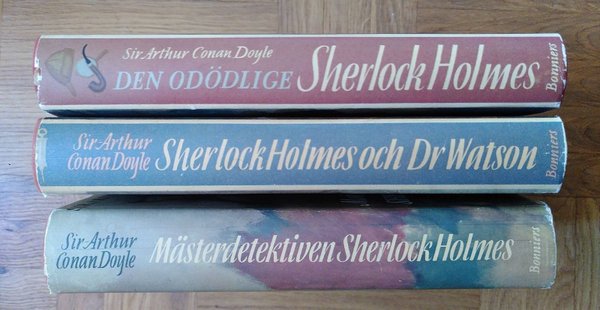 Sir Arthur Conan Doyle
DEN ODÖDLIGE Sherlock Holmes
Bonniers
Sir Arthur
Conan Doyle
Sherlock Holmes och Dr Watson
Bonniers
Sir Arthur
Conan Doyle
Mästerdetektiven Sherlock Holmes
Bonniers